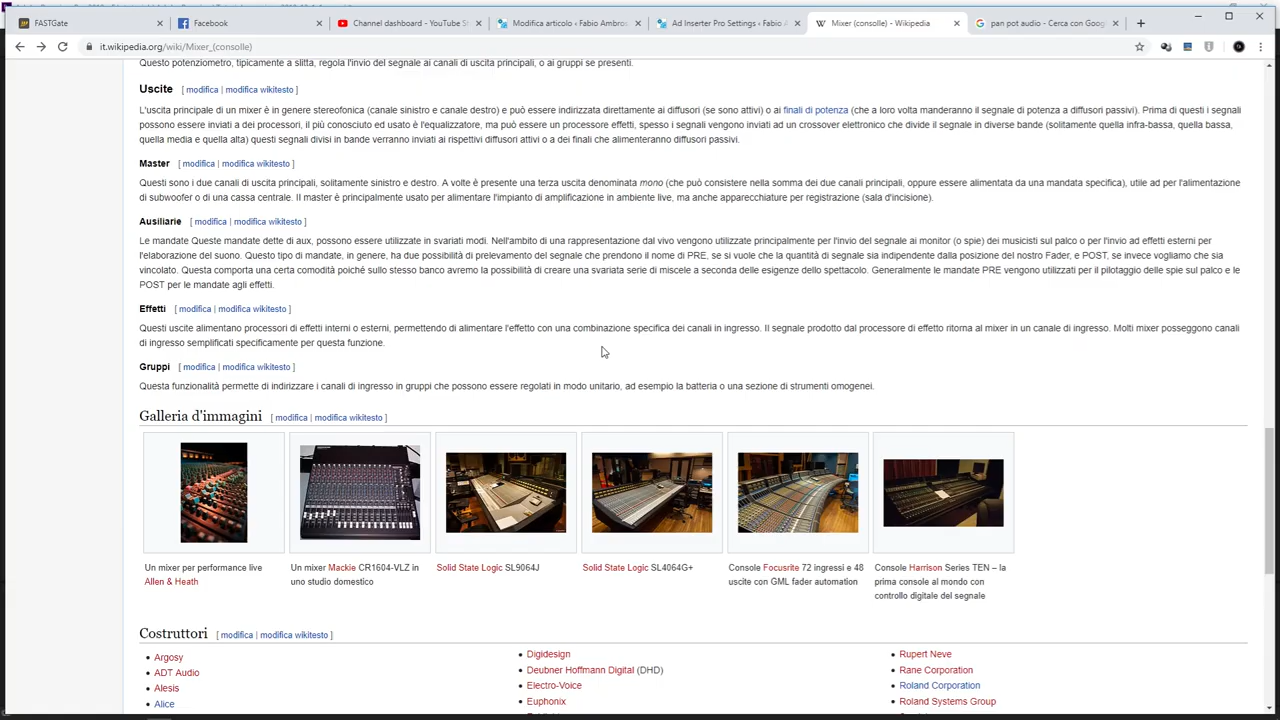 FASTGate
Facebook
Channel dashboard - YouTube St
Modifica articolo ‹ Fabio Ambros
Ad Inserter Pro Settings ‹ Fabio A
Mixer (consolle) - Wikipedia
pan pot audio - Cerca con Googl
it.wikipedia.org/wiki/Mixer_(consolle)
Questo potenziometro, tipicamente a slitta, regola l'invio del segnale ai canali di uscita principali, o ai gruppi se presenti.
Uscite [ modifica | modifica wikitesto ]
L'uscita principale di un mixer è in genere stereofonica (canale sinistro e canale destro) e può essere indirizzata direttamente ai diffusori (se sono attivi) o ai finali di potenza (che a loro volta manderanno il segnale di potenza a diffusori passivi). Prima di questi i segnali
possono essere inviati a dei processori, il più conosciuto ed usato è l'equalizzatore, ma può essere un processore effetti, spesso i segnali vengono inviati ad un crossover elettronico che divide il segnale in diverse bande (solitamente quella infra-bassa, quella bassa,
quella media e quella alta) questi segnali divisi in bande verranno inviati ai rispettivi diffusori attivi o a dei finali che alimenteranno diffusori passivi.
Master [ modifica | modifica wikitesto ]
Questi sono i due canali di uscita principali, solitamente sinistro e destro. A volte è presente una terza uscita denominata mono (che può consistere nella somma dei due canali principali, oppure essere alimentata da una mandata specifica), utile ad per l'alimentazione
di subwoofer o di una cassa centrale. Il master è principalmente usato per alimentare l'impianto di amplificazione in ambiente live, ma anche apparecchiature per registrazione (sala d'incisione).
Ausiliarie [ modifica | modifica wikitesto ]
Le mandate Queste mandate dette di aux, possono essere utilizzate in svariati modi. Nell'ambito di una rappresentazione dal vivo vengono utilizzate principalmente per l'invio del segnale ai monitor (o spie) dei musicisti sul palco o per l'invio ad effetti esterni per
l'elaborazione del suono. Questo tipo di mandate, in genere, ha due possibilità di prelevamento del segnale che prendono il nome di PRE, se si vuole che la quantità di segnale sia indipendente dalla posizione del nostro Fader, e POST, se invece vogliamo che sia
vincolato. Questa comporta una certa comodità poiché sullo stesso banco avremo la possibilità di creare una svariata serie di miscele a seconda delle esigenze dello spettacolo. Generalmente le mandate PRE vengono utilizzati per il pilotaggio delle spie sul palco e le
POST per le mandate agli effetti.
Effetti [ modifica | modifica wikitesto ]
Questi uscite alimentano processori di effetti interni o esterni, permettendo di alimentare l'effetto con una combinazione specifica dei canali in ingresso. Il segnale prodotto dal processore di effetto ritorna al mixer in un canale di ingresso. Molti mixer posseggono canali
di ingresso semplificati specificamente per questa funzione.
Gruppi [ modifica | modifica wikitesto ]
Questa funzionalità permette di indirizzare i canali di ingresso in gruppi che possono essere regolati in modo unitario, ad esempio la batteria o una sezione di strumenti omogenei.
Galleria d'immagini [ modifica | modifica wikitesto ]
Un mixer per performance live
Allen & Heath
Un mixer Mackie CR1604-VLZ in
uno studio domestico
Solid State Logic SL9064J
Solid State Logic SL4064G+
Console Focusrite 72 ingressi e 48
uscite con GML fader automation
Console Harrison Series TEN – la
prima console al mondo con
controllo digitale del segnale
Costruttori [ modifica | modifica wikitesto ]
• Argosy
• ADT Audio
• Alesis
• Alice
• Digidesign
• Deubner Hoffmann Digital (DHD)
• Electro-Voice
• Euphonix
• Rupert Neve
• Rane Corporation
• Roland Corporation
• Roland Systems Group